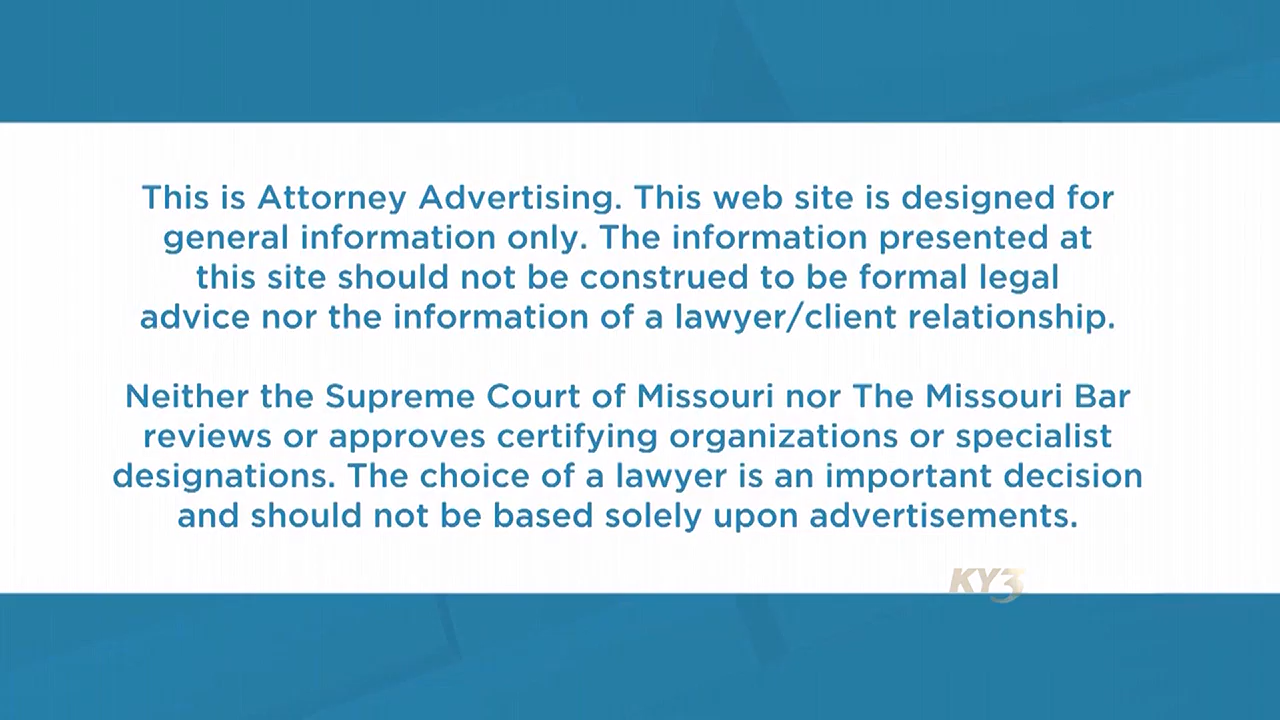 This is Attorney Advertising. This web site is designed for
general information only. The information presented at
this site should not be construed to be formal legal
advice nor the information of a lawyer/client relationship.
Neither the Supreme Court of Missouri nor The Missouri Bar
reviews or approves certifying organizations or specialist
designations. The choice of a lawyer is an important decision
and should not be based solely upon advertisements.
KY3